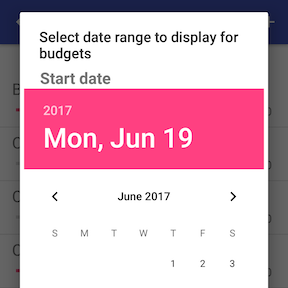 Select date range to display for
budgets
Start date
2017
Mon, Jun 19
June 2017
S M T W T F S
1 2 3